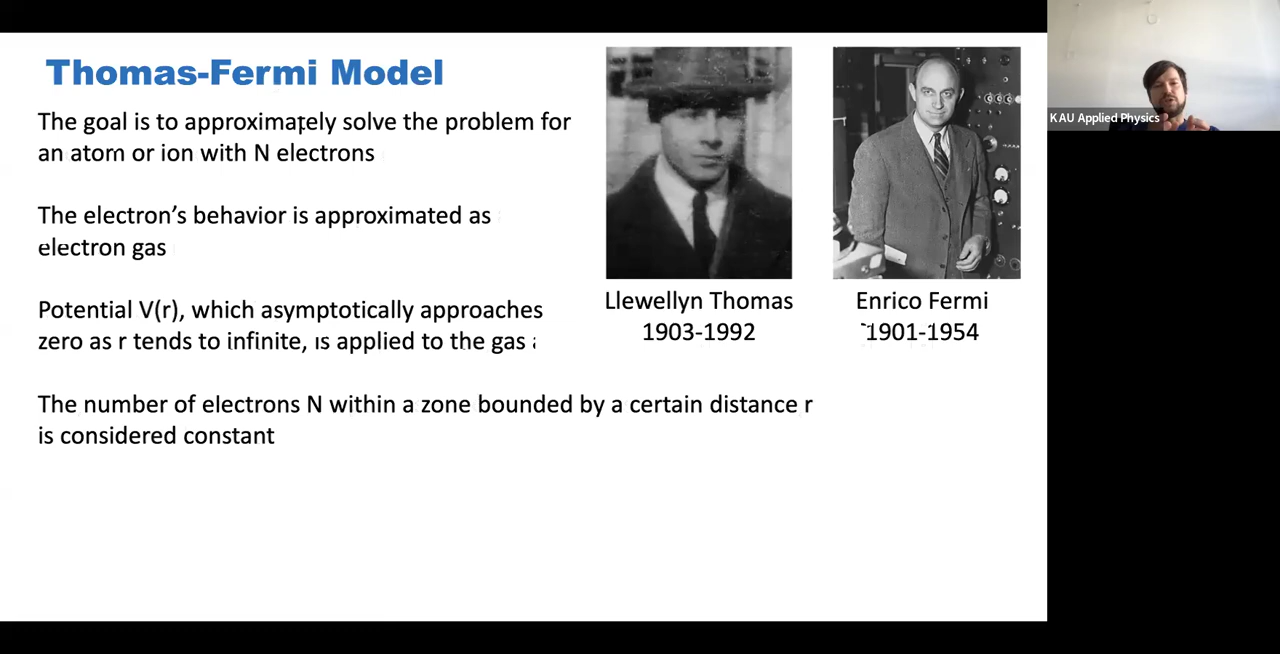 Thomas-Fermi Model
The goal is to approximately solve the problem for
an atom or ion with N electrons
The electron's behavior is approximated as
electron gas
Potential V(r), which asymptotically approaches
zero as r tends to infinite, is applied to the gas
The number of electrons N within a zone bounded by a certain distance r
is considered constant
Llewellyn Thomas
1903-1992
Enrico Fermi
1901-1954
KAU Applied Physics